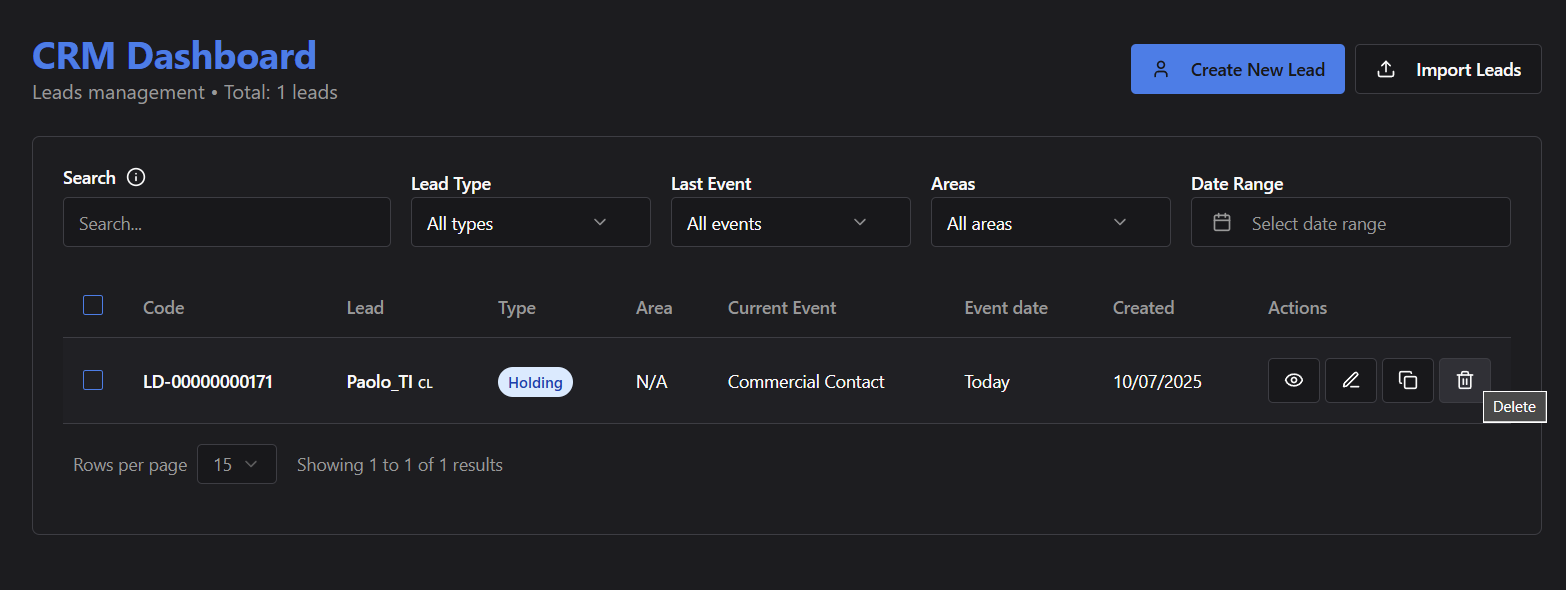 CRM Dashboard
Leads management • Total: 1 leads
Create New Lead
Import Leads
Search
Lead Type
Last Event
Areas
Date Range
Search...
All types
All events
All areas
Select date range
Code Lead Type Area Current Event Event date Created Actions
LD-00000000171 Paolo_TI CL Holding N/A Commercial Contact Today 10/07/2025
Delete
Rows per page 15 Showing 1 to 1 of 1 results